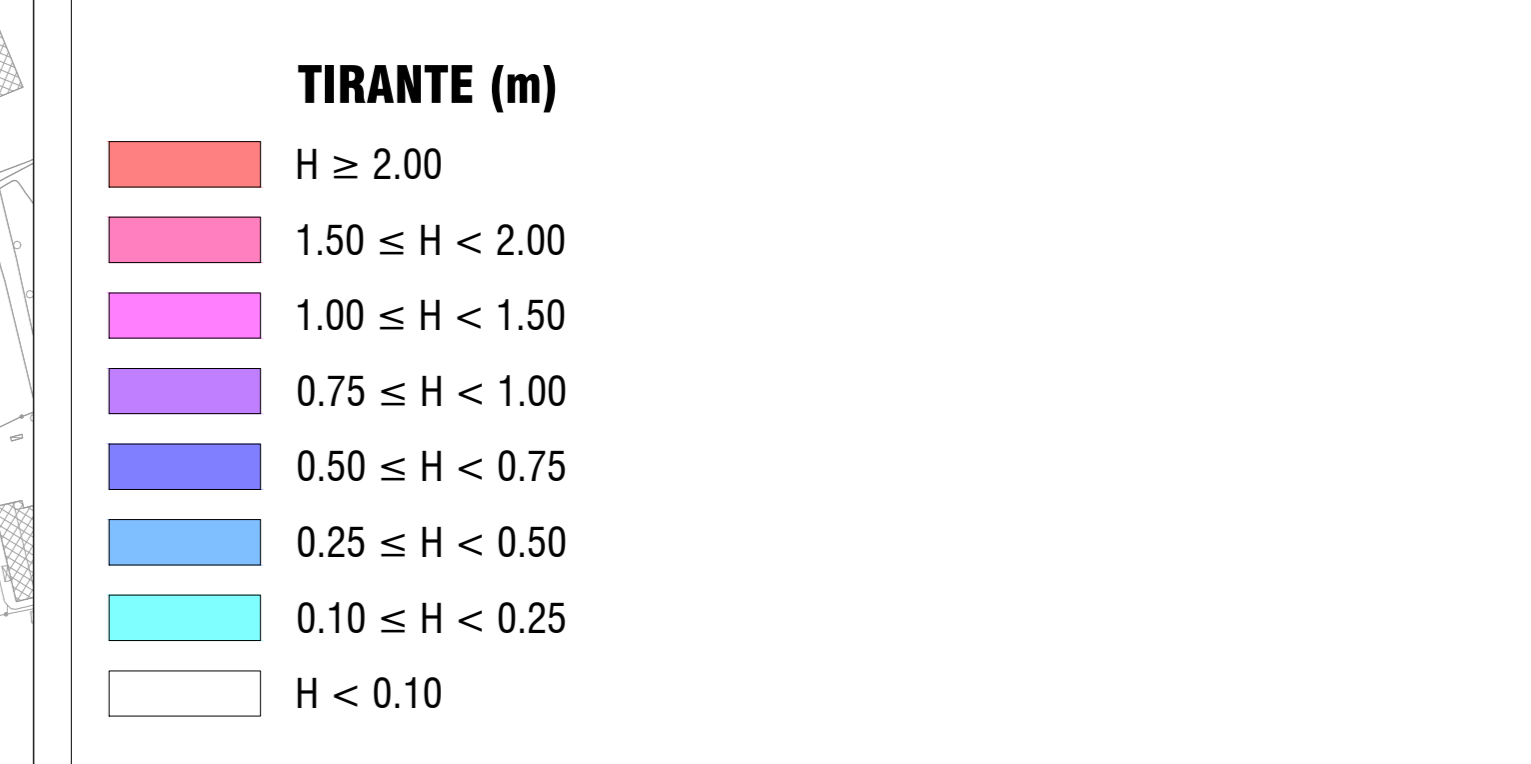 TIRANTE (m)
H ≥ 2.00
1.50 ≤ H < 2.00
1.00 ≤ H < 1.50
0.75 ≤ H < 1.00
0.50 ≤ H < 0.75
0.25 ≤ H < 0.50
0.10 ≤ H < 0.25
H < 0.10